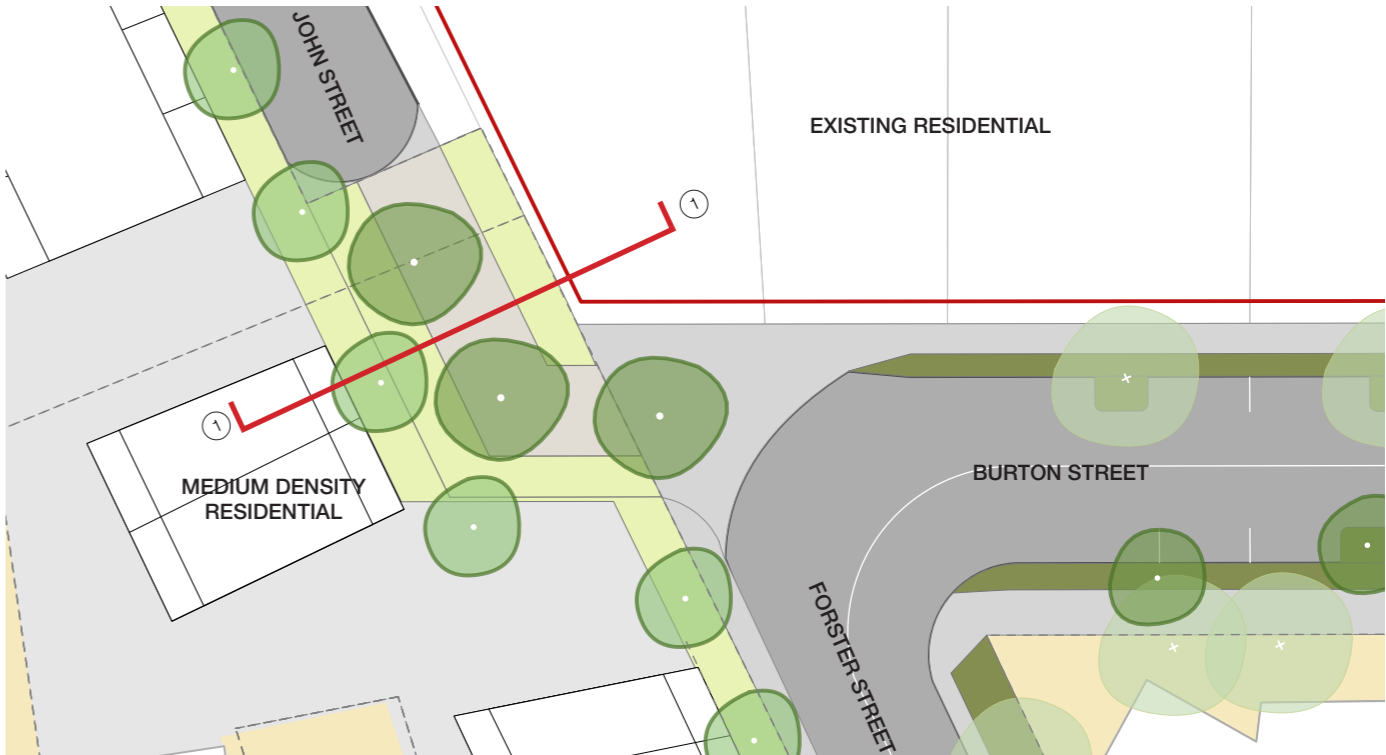 JOHN STREET
EXISTING RESIDENTIAL
1
1
MEDIUM DENSITY
RESIDENTIAL
BURTON STREET
FORSTER STREET